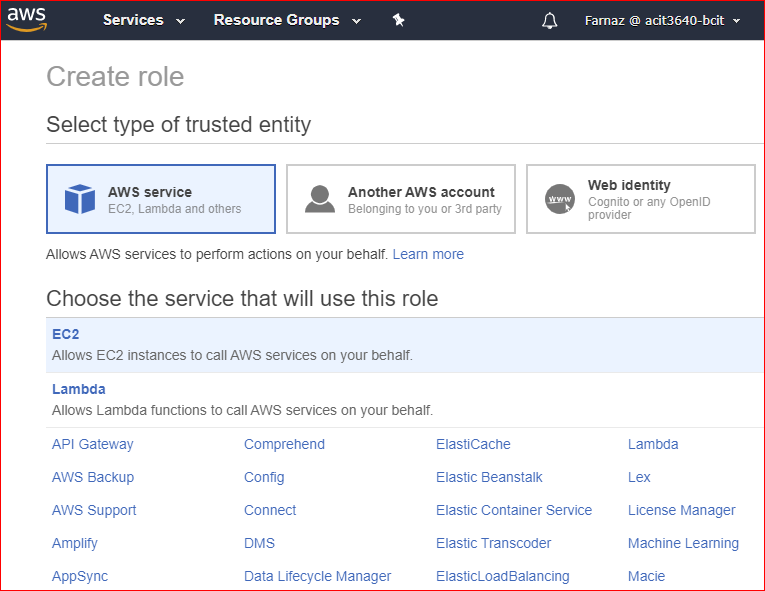 aws Services Resource Groups Farnaz @ acit3640-bcit
Create role
Select type of trusted entity
AWS service
EC2, Lambda and others
Another AWS account
Belonging to you or 3rd party
www
Web identity
Cognito or any OpenID
provider
Allows AWS services to perform actions on your behalf. Learn more
Choose the service that will use this role
EC2
Allows EC2 instances to call AWS services on your behalf.
Lambda
Allows Lambda functions to call AWS services on your behalf.
API Gateway Comprehend ElastiCache Lambda
AWS Backup Config Elastic Beanstalk Lex
AWS Support Connect Elastic Container Service License Manager
Amplify DMS Elastic Transcoder Machine Learning
AppSync Data Lifecycle Manager ElasticLoadBalancing Macie